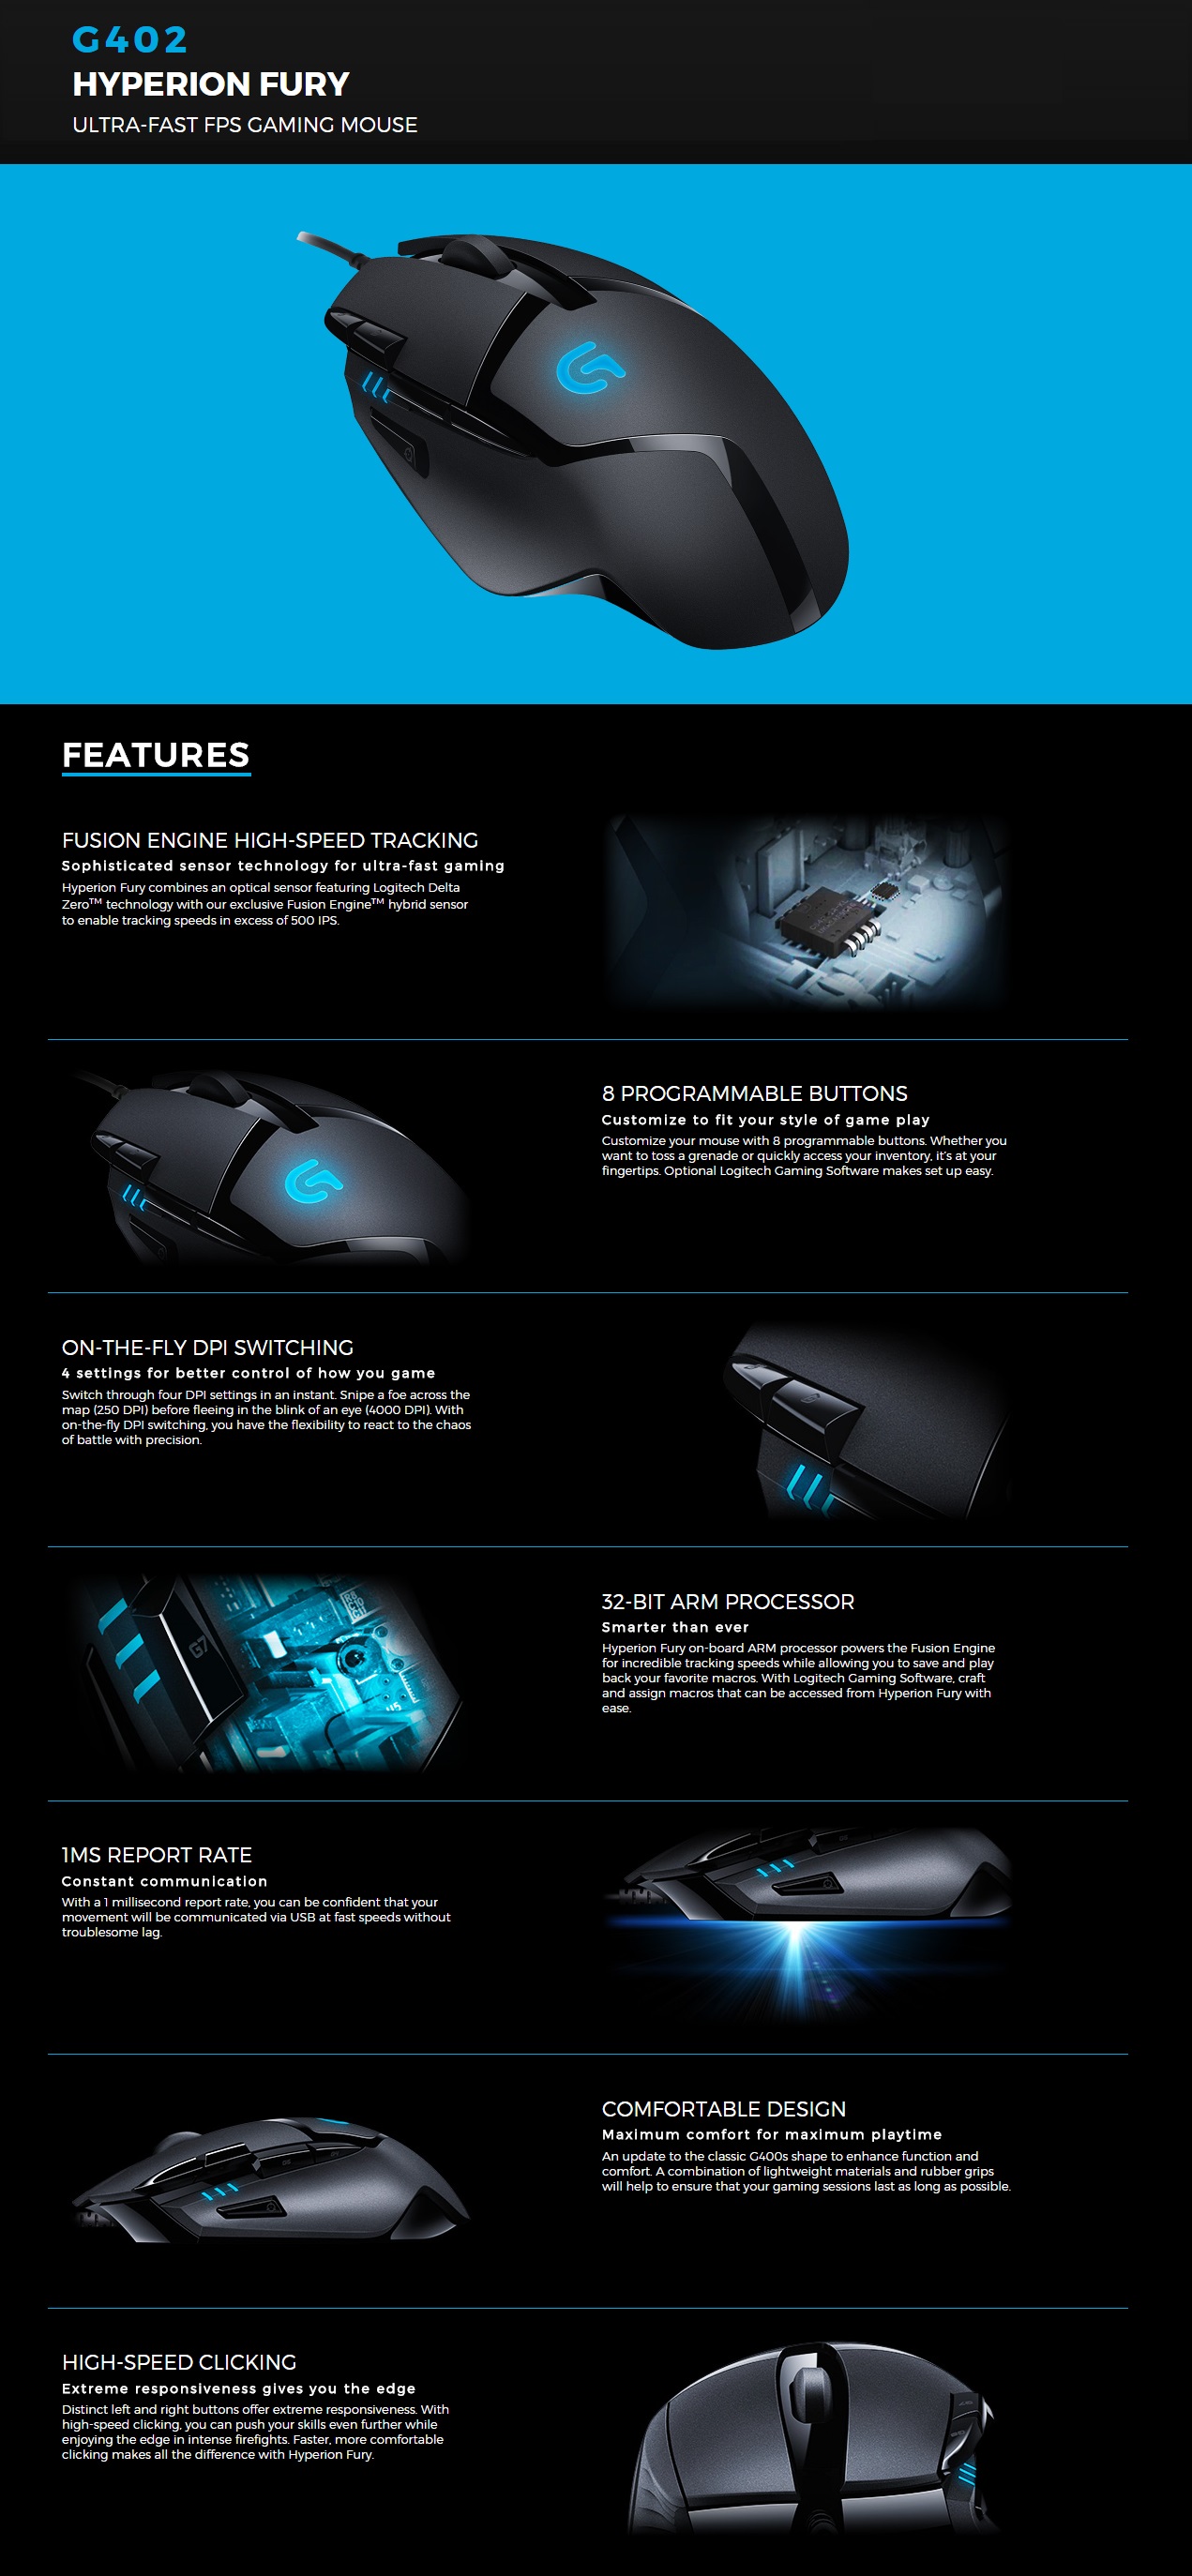 G402
HYPERION FURY
ULTRA-FAST FPS GAMING MOUSE
FEATURES
FUSION ENGINE HIGH-SPEED TRACKING
Sophisticated sensor technology for ultra-fast gaming
Hyperion Fury combines an optical sensor featuring Logitech Delta
Zero™ technology with our exclusive Fusion Engine™ hybrid sensor
to enable tracking speeds in excess of 500 IPS.
8 PROGRAMMABLE BUTTONS
Customize to fit your style of game play
Customize your mouse with 8 programmable buttons. Whether you
want to toss a grenade or quickly access your inventory, it's at your
fingertips. Optional Logitech Gaming Software makes set up easy.
ON-THE-FLY DPI SWITCHING
4 settings for better control of how you game
Switch through four DPI settings in an instant. Snipe a foe across the
map (250 DPI) before fleeing in the blink of an eye (4000 DPI). With
on-the-fly DPI switching, you have the flexibility to react to the chaos
of battle with precision.
G7
32-BIT ARM PROCESSOR
Smarter than ever
Hyperion Fury on-board ARM processor powers the Fusion Engine
for incredible tracking speeds while allowing you to save and play
back your favorite macros. With Logitech Gaming Software, craft
and assign macros that can be accessed from Hyperion Fury with
ease.
1MS REPORT RATE
Constant communication
With a 1 millisecond report rate, you can be confident that your
movement will be communicated via USB at fast speeds without
troublesome lag.
COMFORTABLE DESIGN
Maximum comfort for maximum playtime
An update to the classic G400s shape to enhance function and
comfort. A combination of lightweight materials and rubber grips
will help to ensure that your gaming sessions last as long as possible.
HIGH-SPEED CLICKING
Extreme responsiveness gives you the edge
Distinct left and right buttons offer extreme responsiveness. With
high-speed clicking, you can push your skills even further while
enjoying the edge in intense firefights. Faster, more comfortable
clicking makes all the difference with Hyperion Fury.